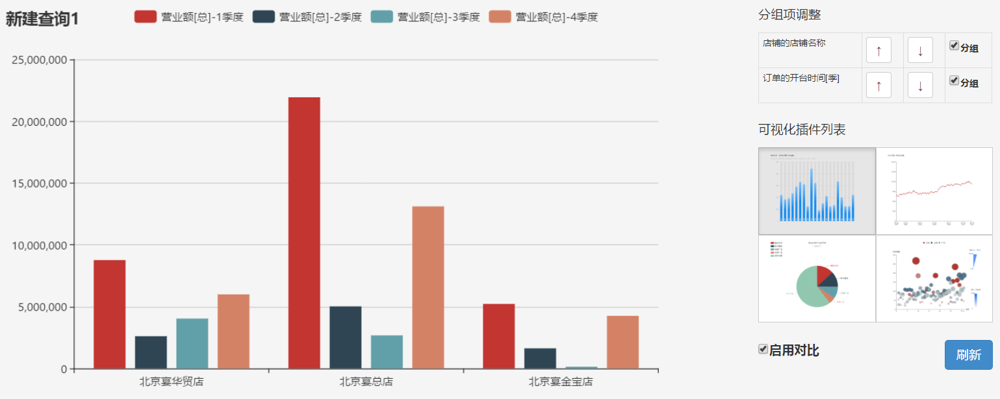 新建查询1
营业额[总]-1季度
营业额[总]-2季度
营业额[总]-3季度
营业额[总]-4季度
25,000,000
20,000,000
15,000,000
10,000,000
5,000,000
0
北京宴华贸店
北京宴总店
北京宴金宝店
分组项调整
店铺的店铺名称
↑
↓
分组
订单的开台时间[季]
↑
↓
分组
可视化插件列表
启用对比
刷新